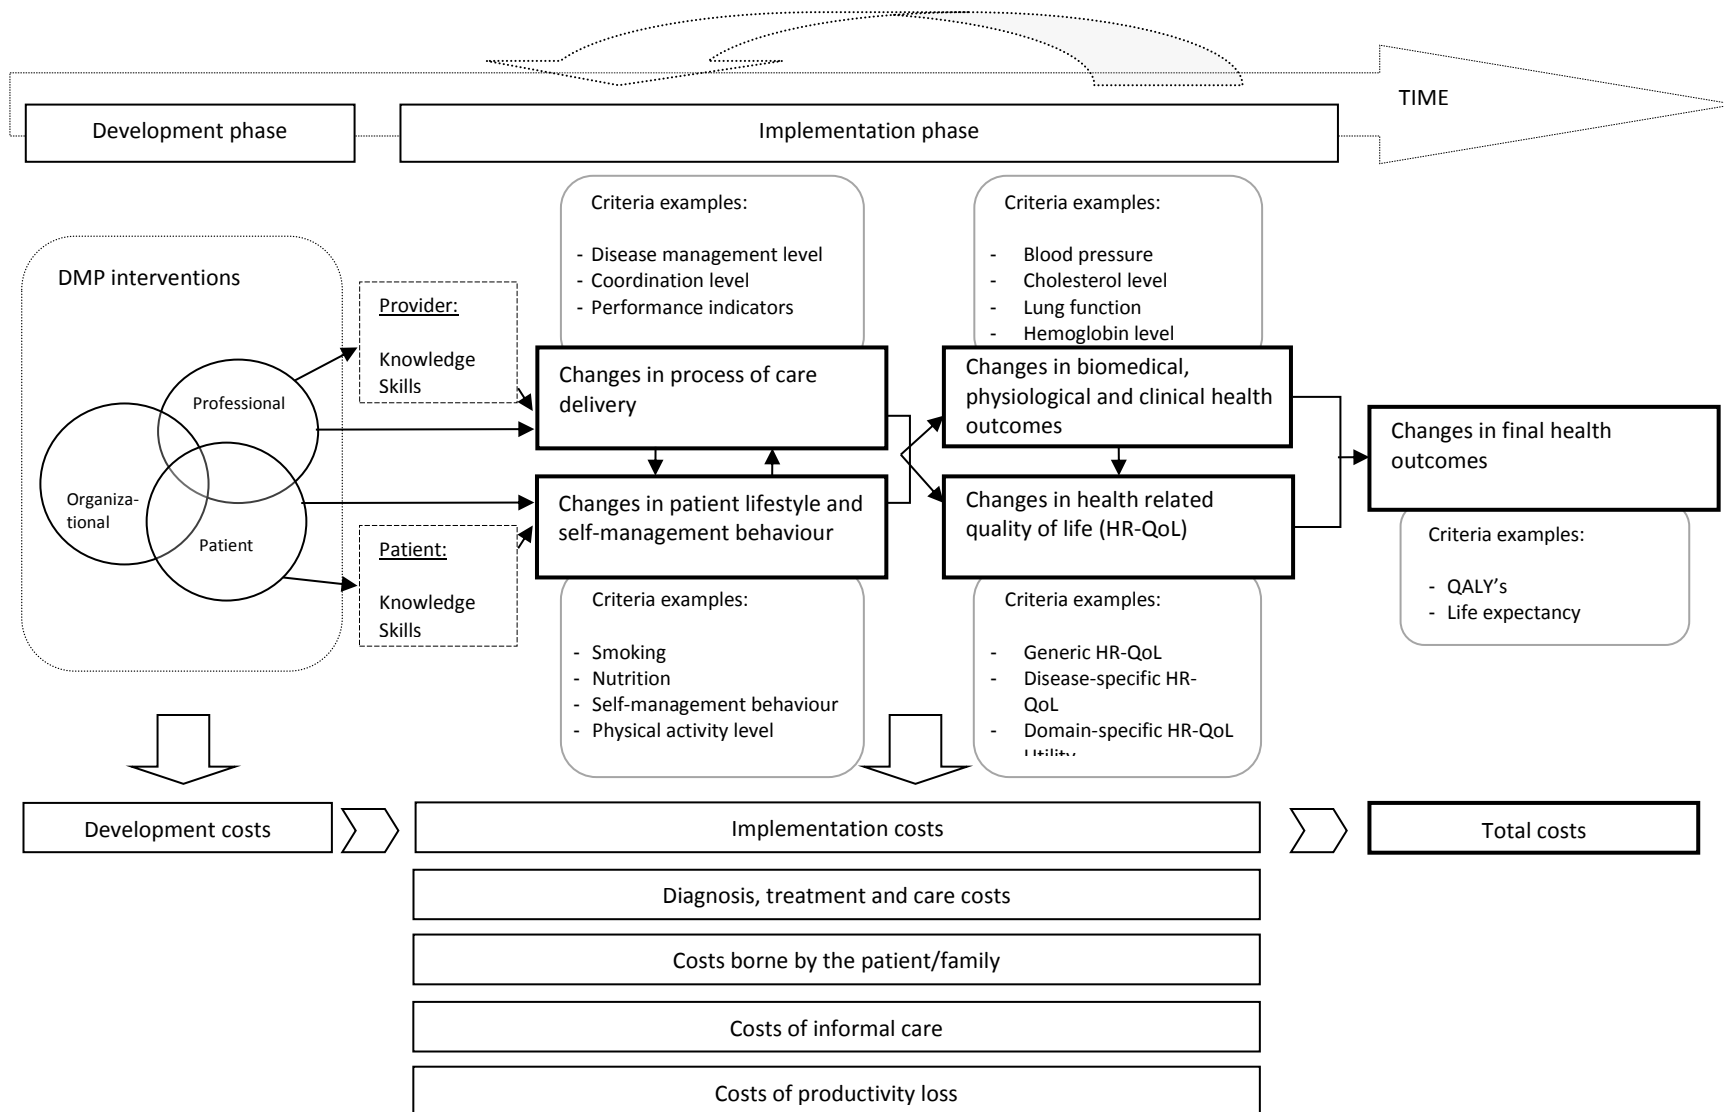 TIME
Development phase
Implementation phase
Criteria examples:
- Disease management level
- Coordination level
- Performance indicators
Criteria examples:
- Blood pressure
- Cholesterol level
- Lung function
- Hemoglobin level
DMP interventions
Professional
Organiza-
tional
Patient
Provider:
Knowledge
Skills
Patient:
Knowledge
Skills
Changes in process of care
delivery
Changes in patient lifestyle and
self-management behaviour
Changes in biomedical,
physiological and clinical health
outcomes
Changes in health related
quality of life (HR-QoL)
Changes in final health
outcomes
Criteria examples:
- Smoking
- Nutrition
- Self-management behaviour
- Physical activity level
Criteria examples:
- Generic HR-QoL
- Disease-specific HR-
QoL
- Domain-specific HR-QoL
Utility
Criteria examples:
- QALY’s
- Life expectancy
Development costs
Implementation costs
Total costs
Diagnosis, treatment and care costs
Costs borne by the patient/family
Costs of informal care
Costs of productivity loss